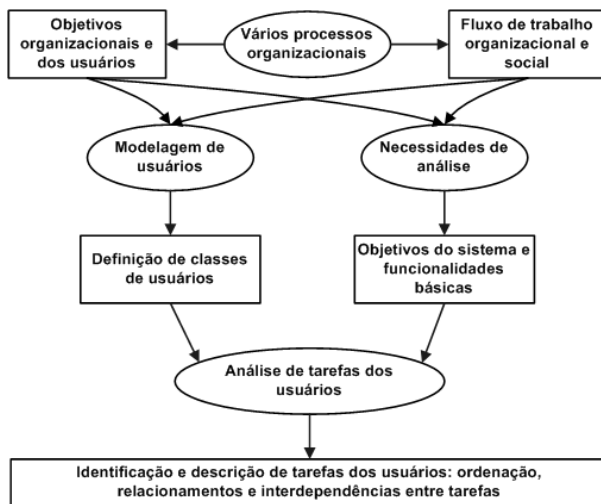 Objetivos
organizacionais e
dos usuários
Vários processos
organizacionais
Fluxo de trabalho
organizacional e
social
Modelagem de
usuários
Necessidades de
análise
Definição de classes
de usuários
Objetivos do sistema e
funcionalidades
básicas
Análise de tarefas dos
usuários
Identificação e descrição de tarefas dos usuários: ordenação,
relacionamentos e interdependências entre tarefas